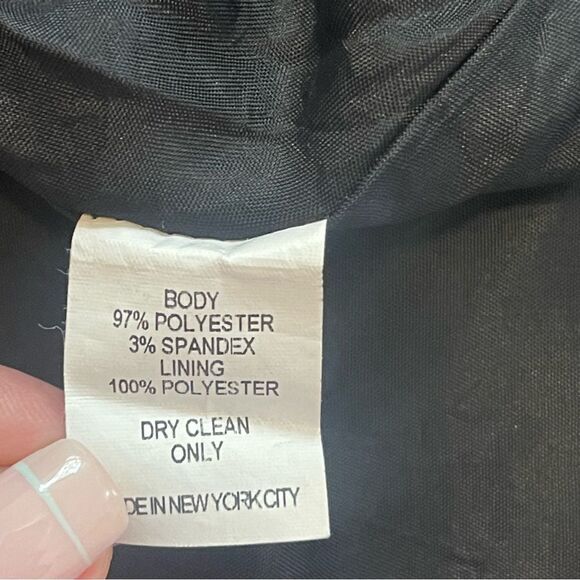 BODY
97% POLYESTER
3% SPANDEX
LINING
100% POLYESTER
DRY CLEAN
ONLY
DE IN NEW YORK CITY